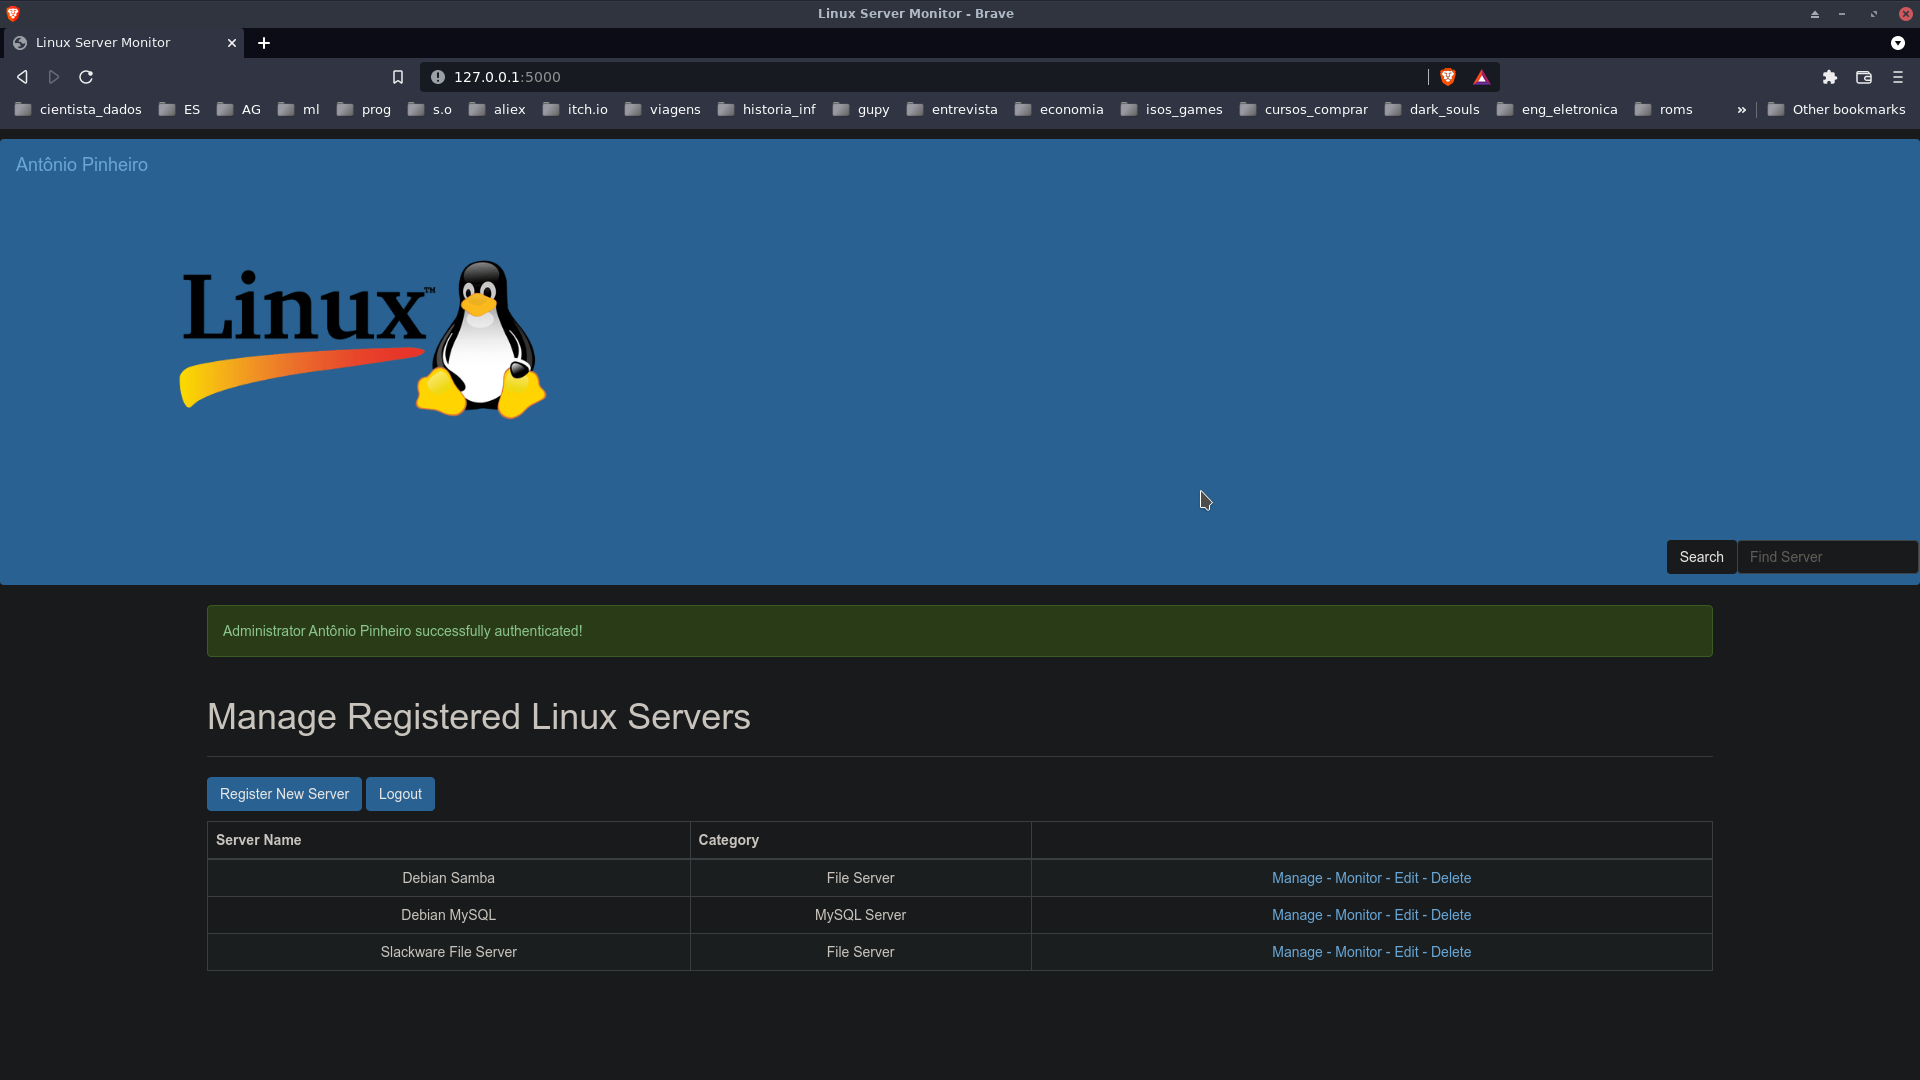 Linux Server Monitor - Brave
Linux Server Monitor
127.0.0.1:5000
cientista_dados ES AG ml prog s.o aliex itch.io viagens historia_inf gupy entrevista economia isos_games cursos_comprar dark_souls eng_eletronica roms » Other bookmarks
Antônio Pinheiro
Linux™
Search Find Server
Administrator Antônio Pinheiro successfully authenticated!
Manage Registered Linux Servers
Register New Server Logout
Server Name Category
Debian Samba File Server Manage - Monitor - Edit - Delete
Debian MySQL MySQL Server Manage - Monitor - Edit - Delete
Slackware File Server File Server Manage - Monitor - Edit - Delete